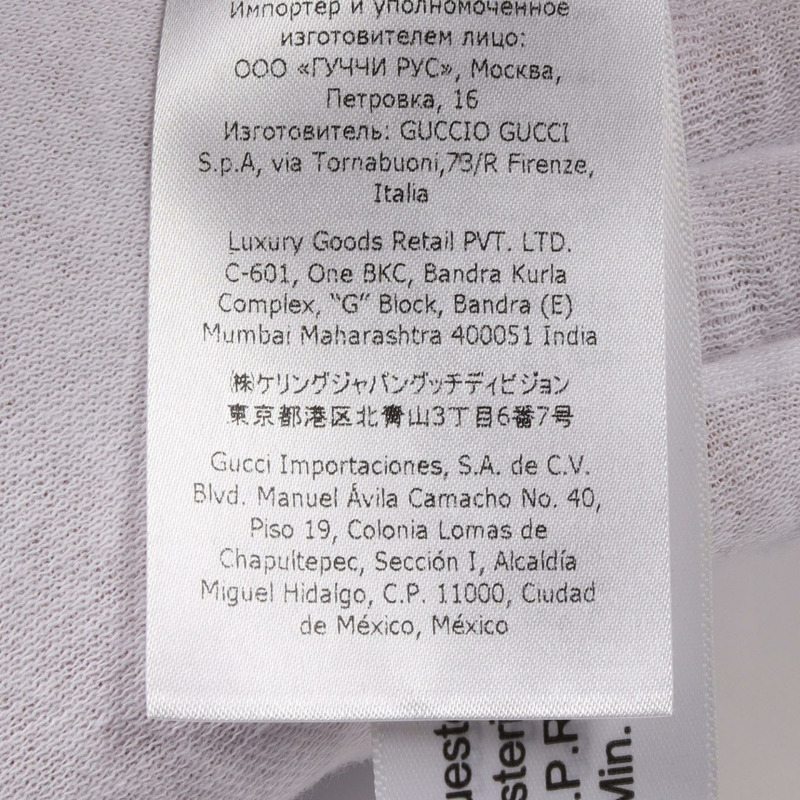 Импортер и уполномоченное
изготовителем лицо:
ООО «ГУЧЧИ РУС», Москва,
Петровка, 16
Изготовитель: GUCCIO GUCCI
S.p.A, via Tornabuoni,73/R Firenze,
Italia
Luxury Goods Retail PVT. LTD.
C-601, One BKC, Bandra Kurla
Complex, “G” Block, Bandra (E)
Mumbai Maharashtra 400051 India
㈱ケリングジャパングッチディビジョン
東京都港区北青山3丁目6番7号
Gucci Importaciones, S.A. de C.V.
Blvd. Manuel Ávila Camacho No. 40,
Piso 19, Colonia Lomas de
Chapultepec, Sección I, Alcaldía
Miguel Hidalgo, C.P. 11000, Ciudad
de México, México
uest
steri
.P.R
Min.